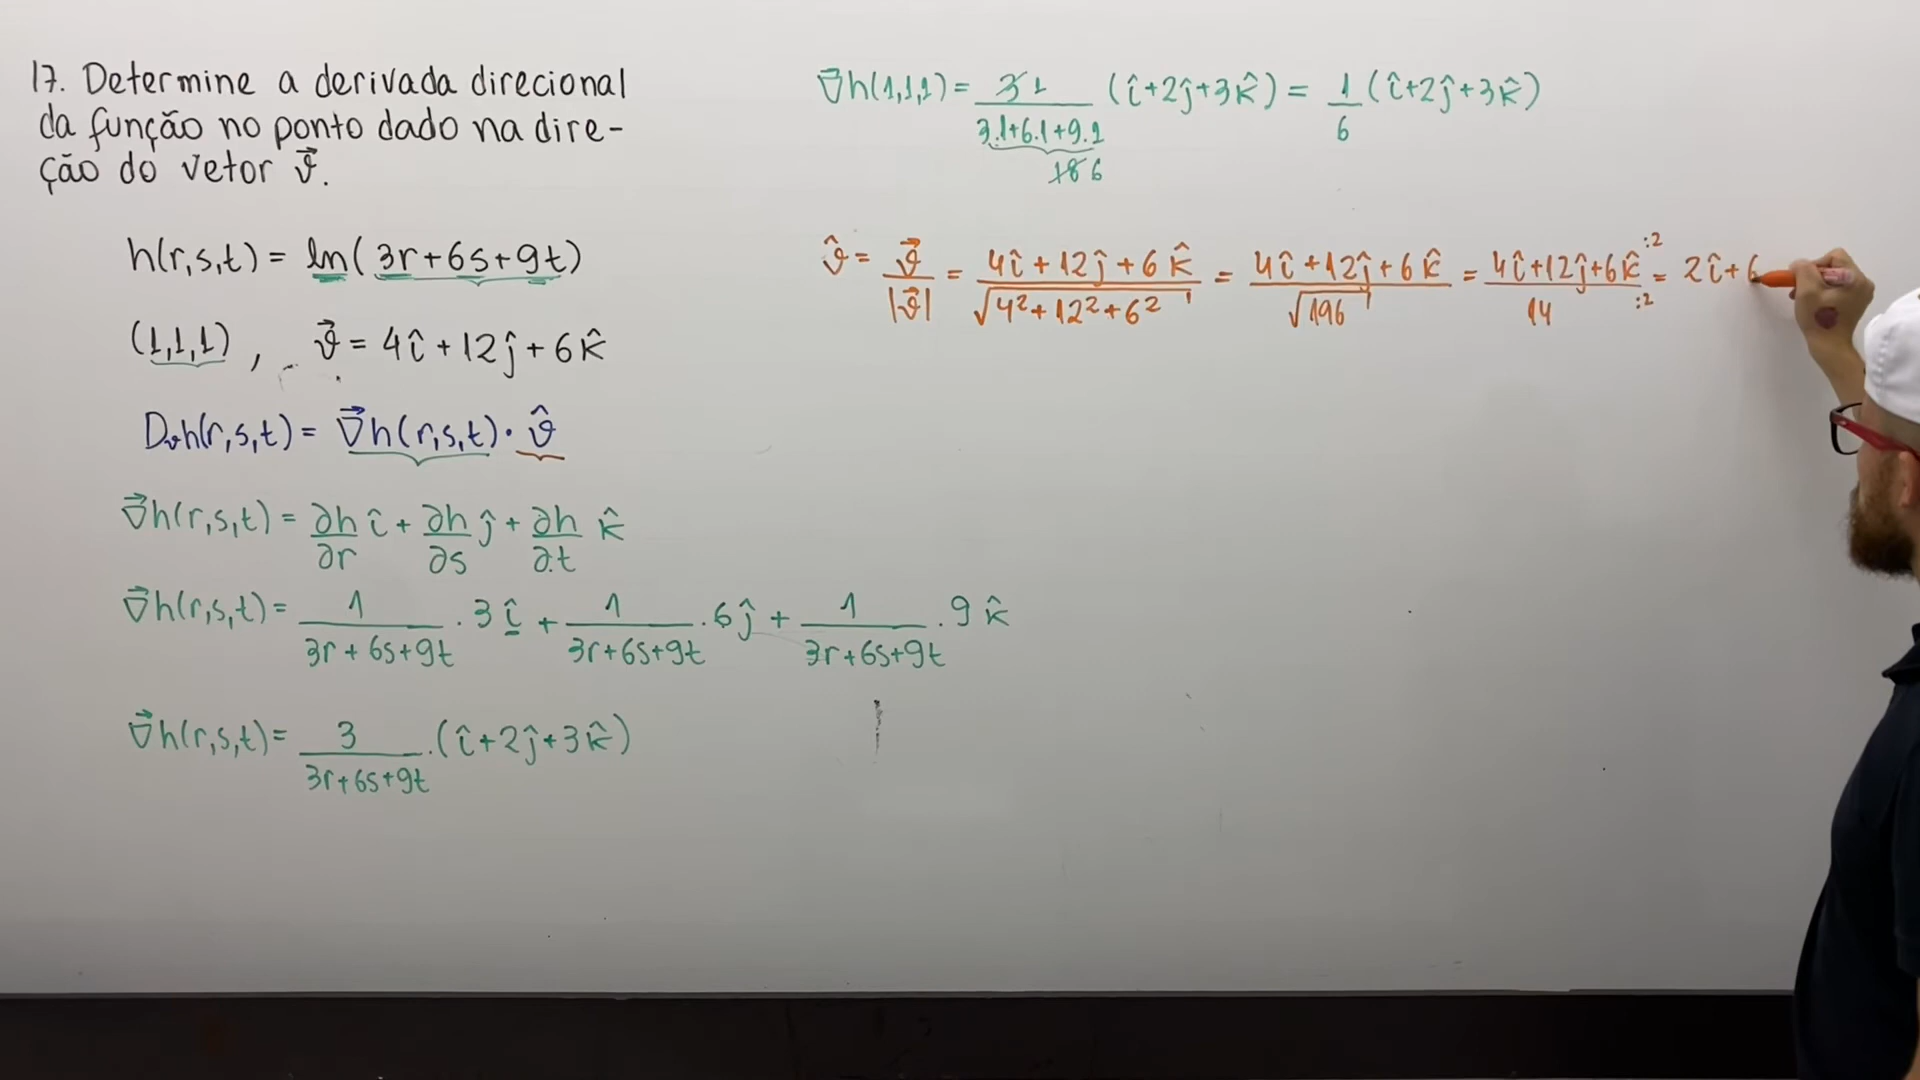 17. Determine a derivada direcional
da função no ponto dado na dire-
ção do vetor v⃗.
h(r,s,t) = ln(3r+6s+9t)
(1,1,1), v⃗ = 4î + 12ĵ + 6k̂
Dᵥh(r,s,t) = ∇⃗h(r,s,t) · v̂
∇⃗h(r,s,t) = ∂h/∂r î + ∂h/∂s ĵ + ∂h/∂t k̂
∇⃗h(r,s,t) = 1/(3r+6s+9t) . 3 î + 1/(3r+6s+9t) . 6ĵ + 1/(3r+6s+9t) . 9 k̂
∇⃗h(r,s,t) = 3/(3r+6s+9t) . (î+2ĵ+3k̂)
∇⃗h(1,1,1) = 3 1/(3.1+6.1+9.1) (î+2ĵ+3k̂) = 1/6 (î+2ĵ+3k̂)
18 6
v̂ = v⃗/|v⃗| = (4î+12ĵ+6k̂)/√(4²+12²+6²) = (4î+12ĵ+6k̂)/√196 = (4î+12ĵ+6k̂ :2)/(14 :2) = 2î+6